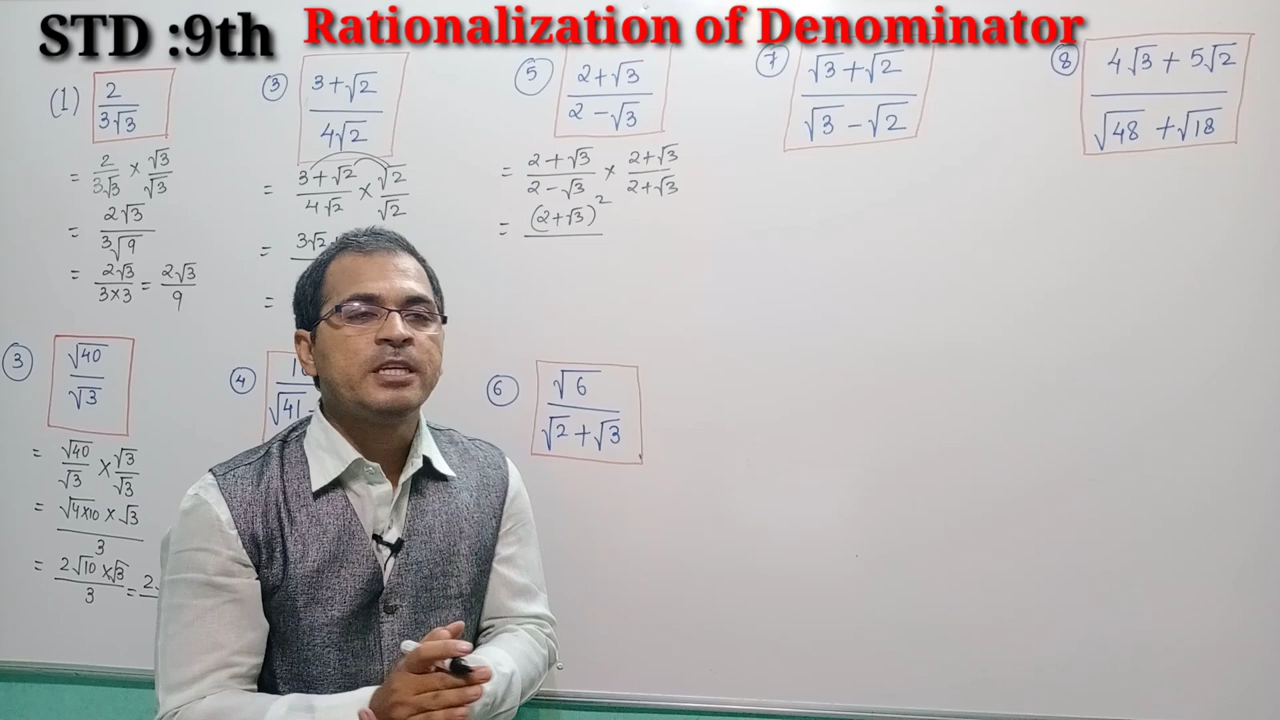 STD :9th
Rationalization of Denominator
(1) 2/3√3
= 2/3√3 × √3/√3
= 2√3/3√9
= 2√3/3×3 = 2√3/9
③ 3+√2/4√2
= 3+√2/4√2 × √2/√2
= 3√2
=
⑤ 2+√3/2-√3
= 2+√3/2-√3 × 2+√3/2+√3
= (2+√3)²
⑦ √3+√2/√3-√2
⑧ 4√3+5√2/√48+√18
③ √40/√3
= √40/√3 × √3/√3
= √4×10 × √3/3
= 2√10×√3/3 = 2
④ √41
⑥ √6/√2+√3